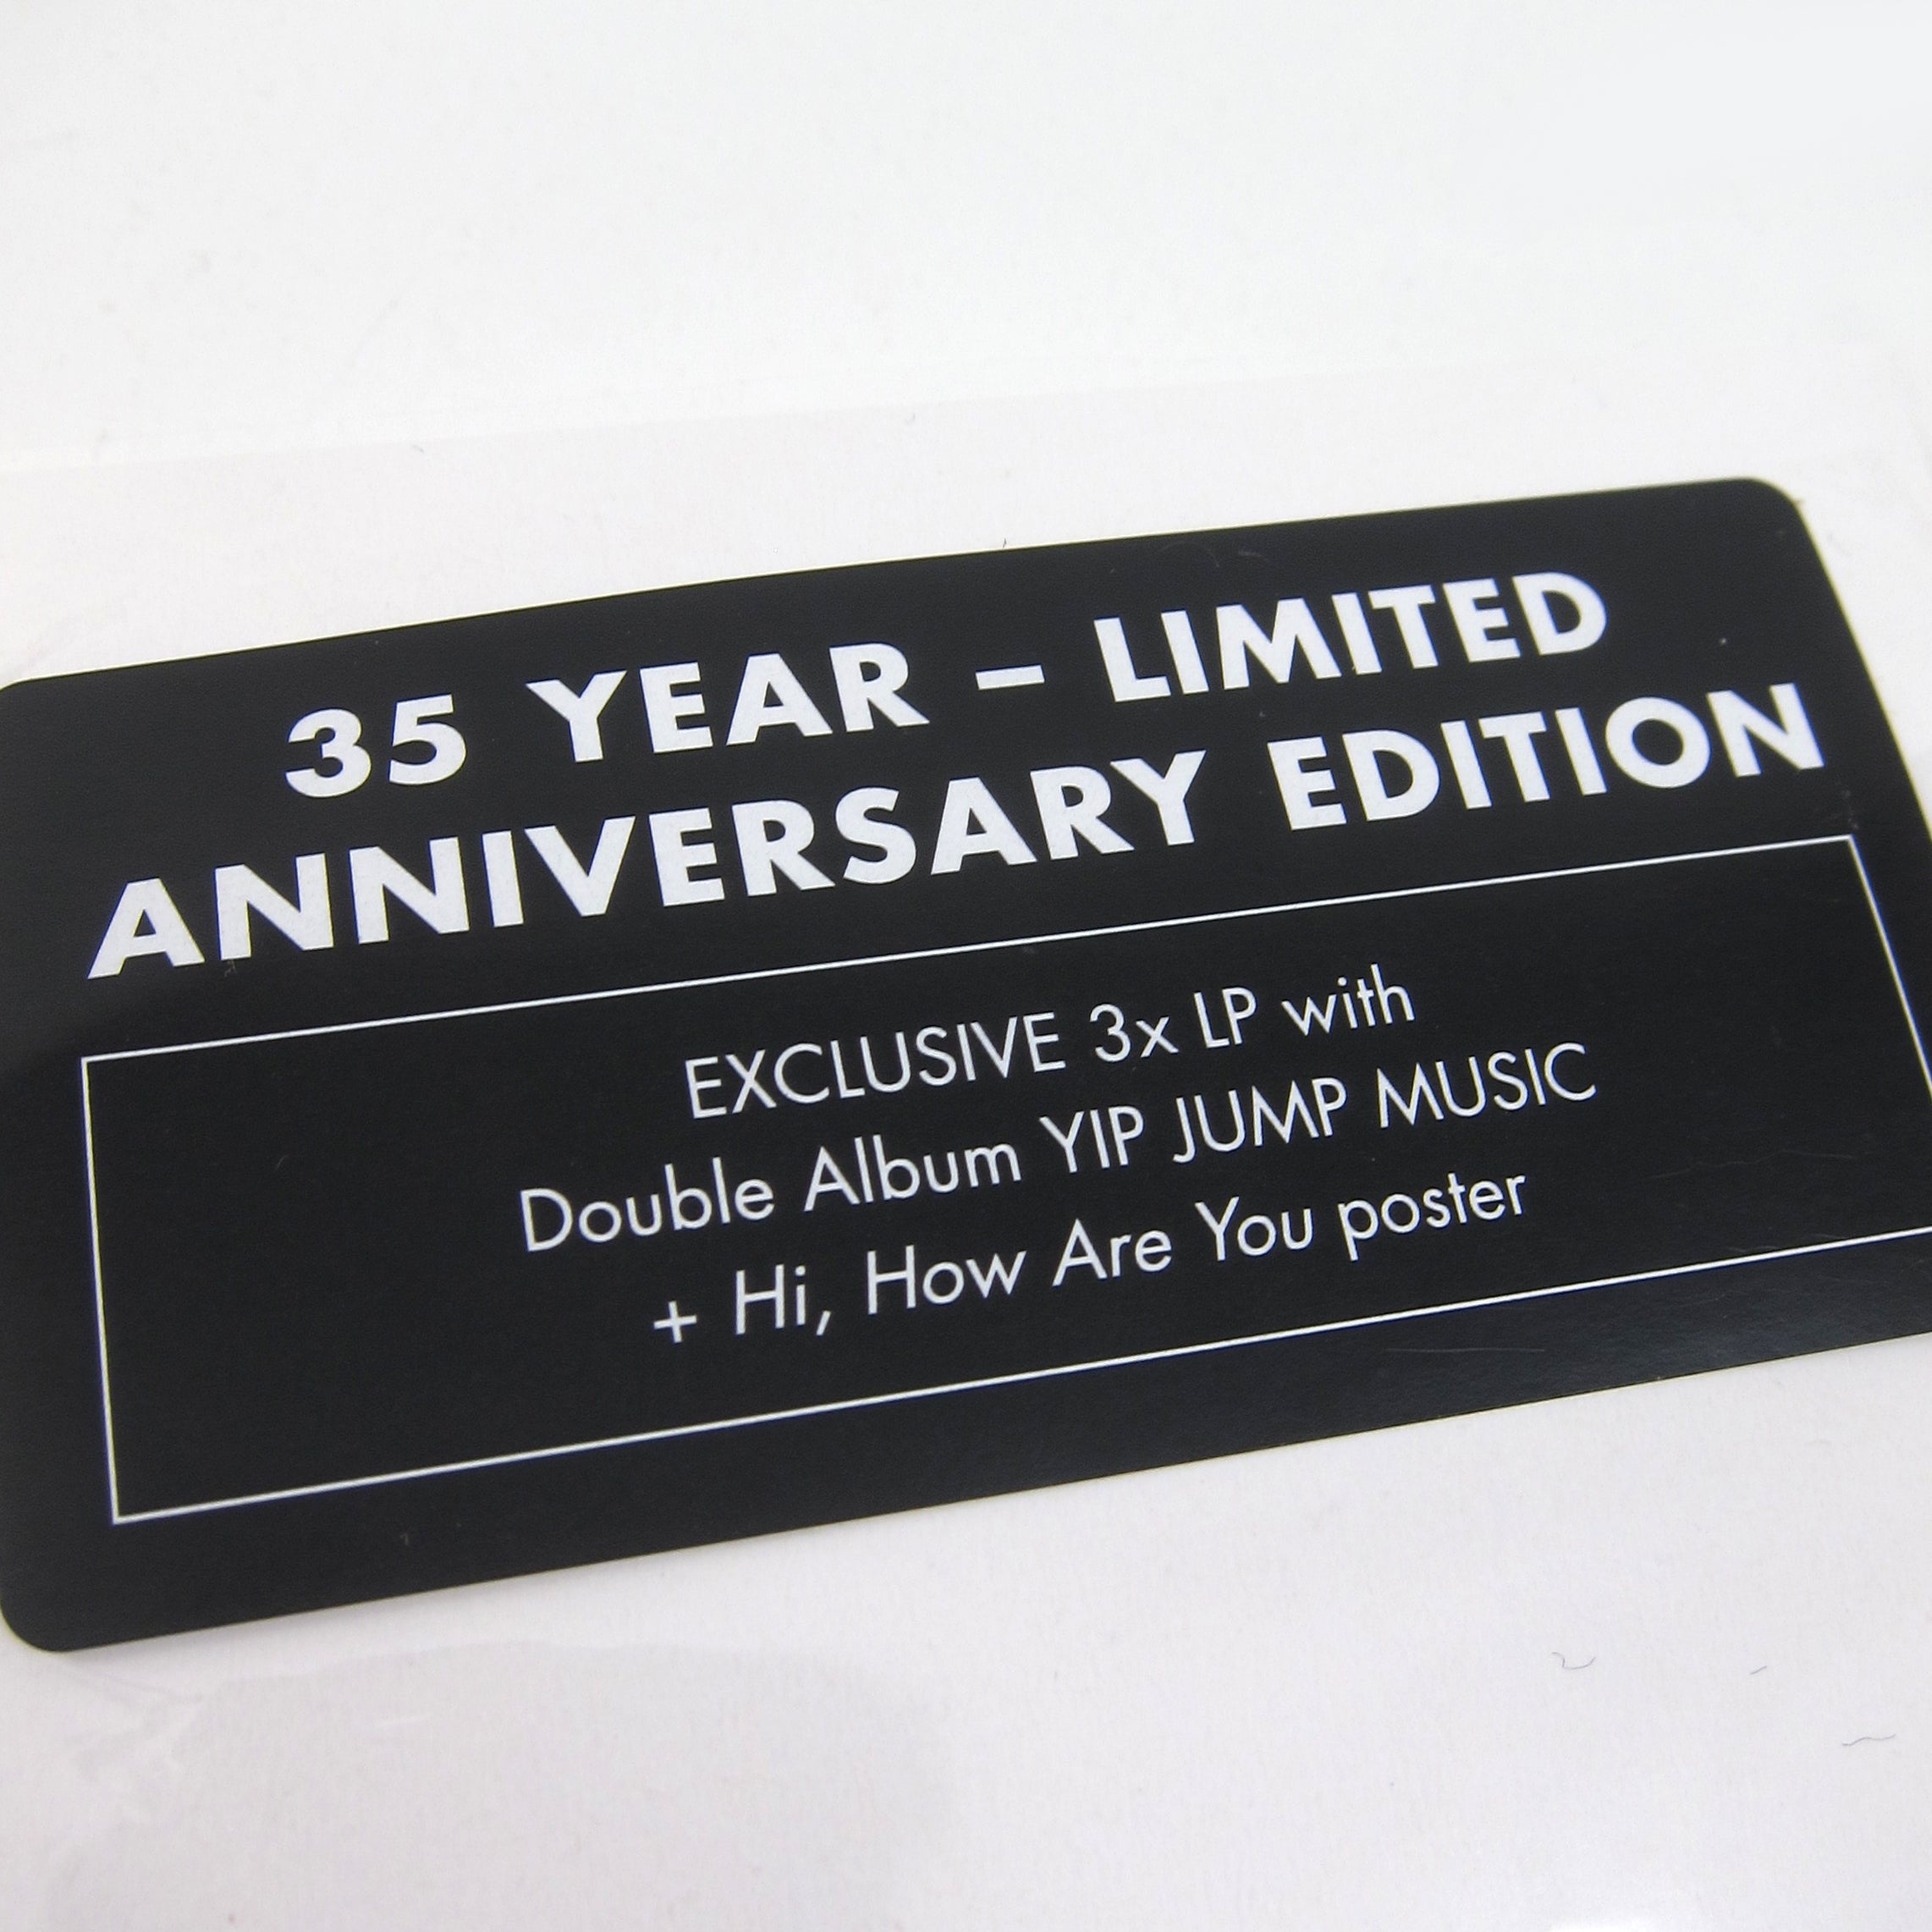 35 YEAR – LIMITED
ANNIVERSARY EDITION
EXCLUSIVE 3x LP with
Double Album YIP JUMP MUSIC
+ Hi, How Are You poster